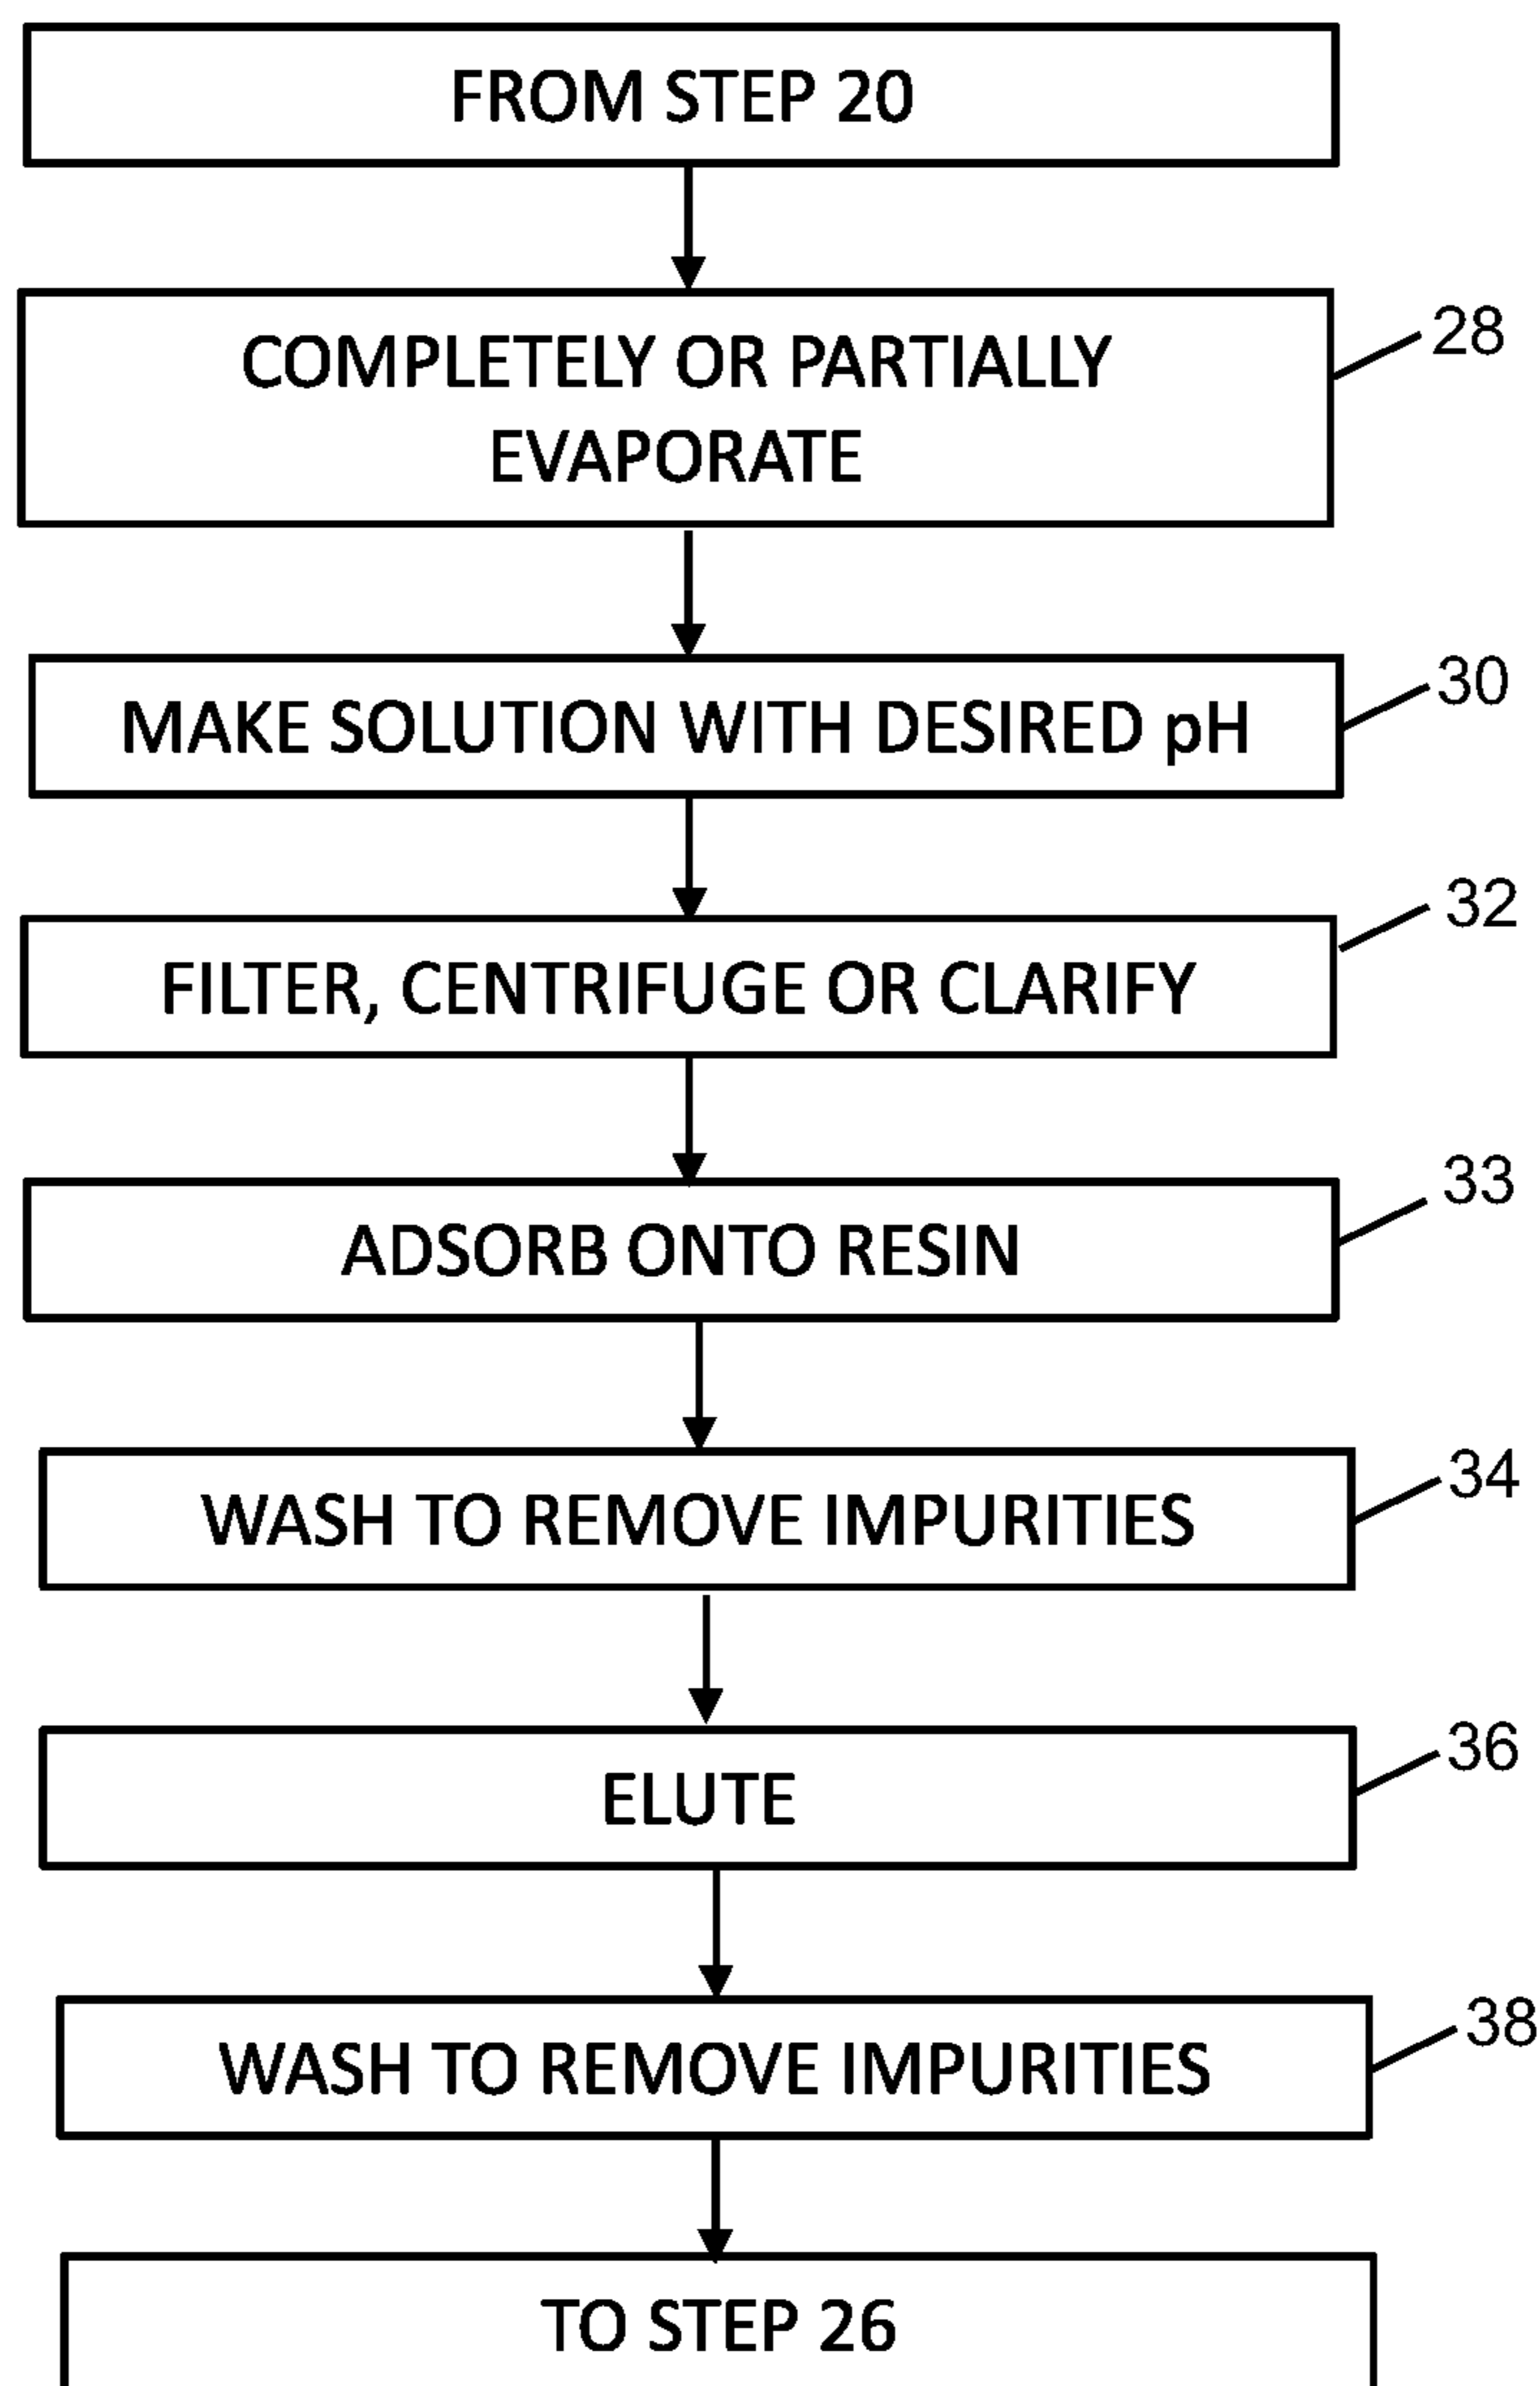 FROM STEP 20
COMPLETELY OR PARTIALLY
EVAPORATE
28
MAKE SOLUTION WITH DESIRED pH
30
FILTER, CENTRIFUGE OR CLARIFY
32
ADSORB ONTO RESIN
33
WASH TO REMOVE IMPURITIES
34
ELUTE
36
WASH TO REMOVE IMPURITIES
38
TO STEP 26